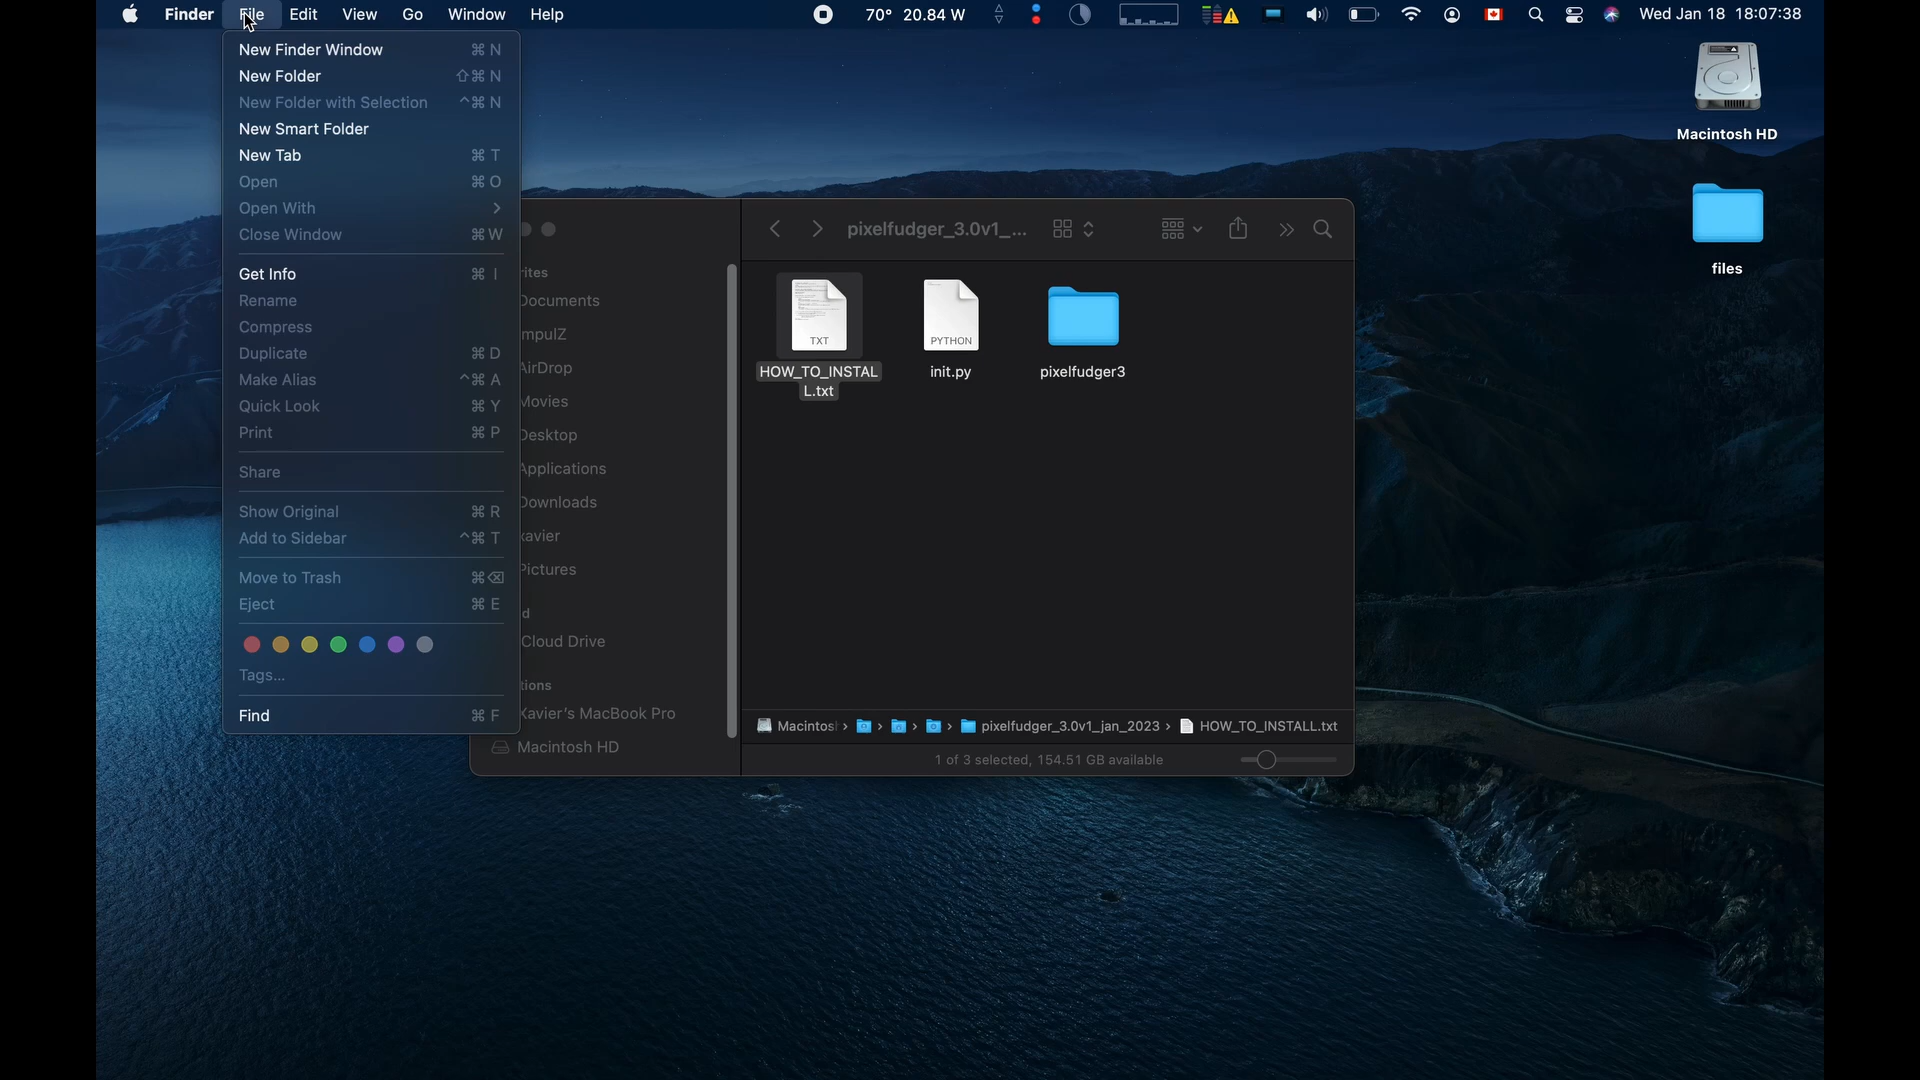 Finder File Edit View Go Window Help 70° 20.84 W Wed Jan 18 18:07:38
New Finder Window ⌘ N
New Folder ⇧⌘ N
New Folder with Selection ^⌘ N
New Smart Folder
New Tab ⌘ T
Open ⌘ O
Open With >
Close Window ⌘ W
Get Info ⌘ I
Rename
Compress
Duplicate ⌘ D
Make Alias ^⌘ A
Quick Look ⌘ Y
Print ⌘ P
Share
Show Original ⌘ R
Add to Sidebar ^⌘ T
Move to Trash ⌘⌫
Eject ⌘ E
Tags...
Find ⌘ F
rites
Documents
mpulZ
AirDrop
Movies
Desktop
Applications
Downloads
xavier
Pictures
d
Cloud Drive
tions
Xavier's MacBook Pro
Macintosh HD
pixelfudger_3.0v1_...
TXT
HOW_TO_INSTAL
L.txt
PYTHON
init.py
pixelfudger3
Macintosh > > > > pixelfudger_3.0v1_jan_2023 > HOW_TO_INSTALL.txt
1 of 3 selected, 154.51 GB available
Macintosh HD
files